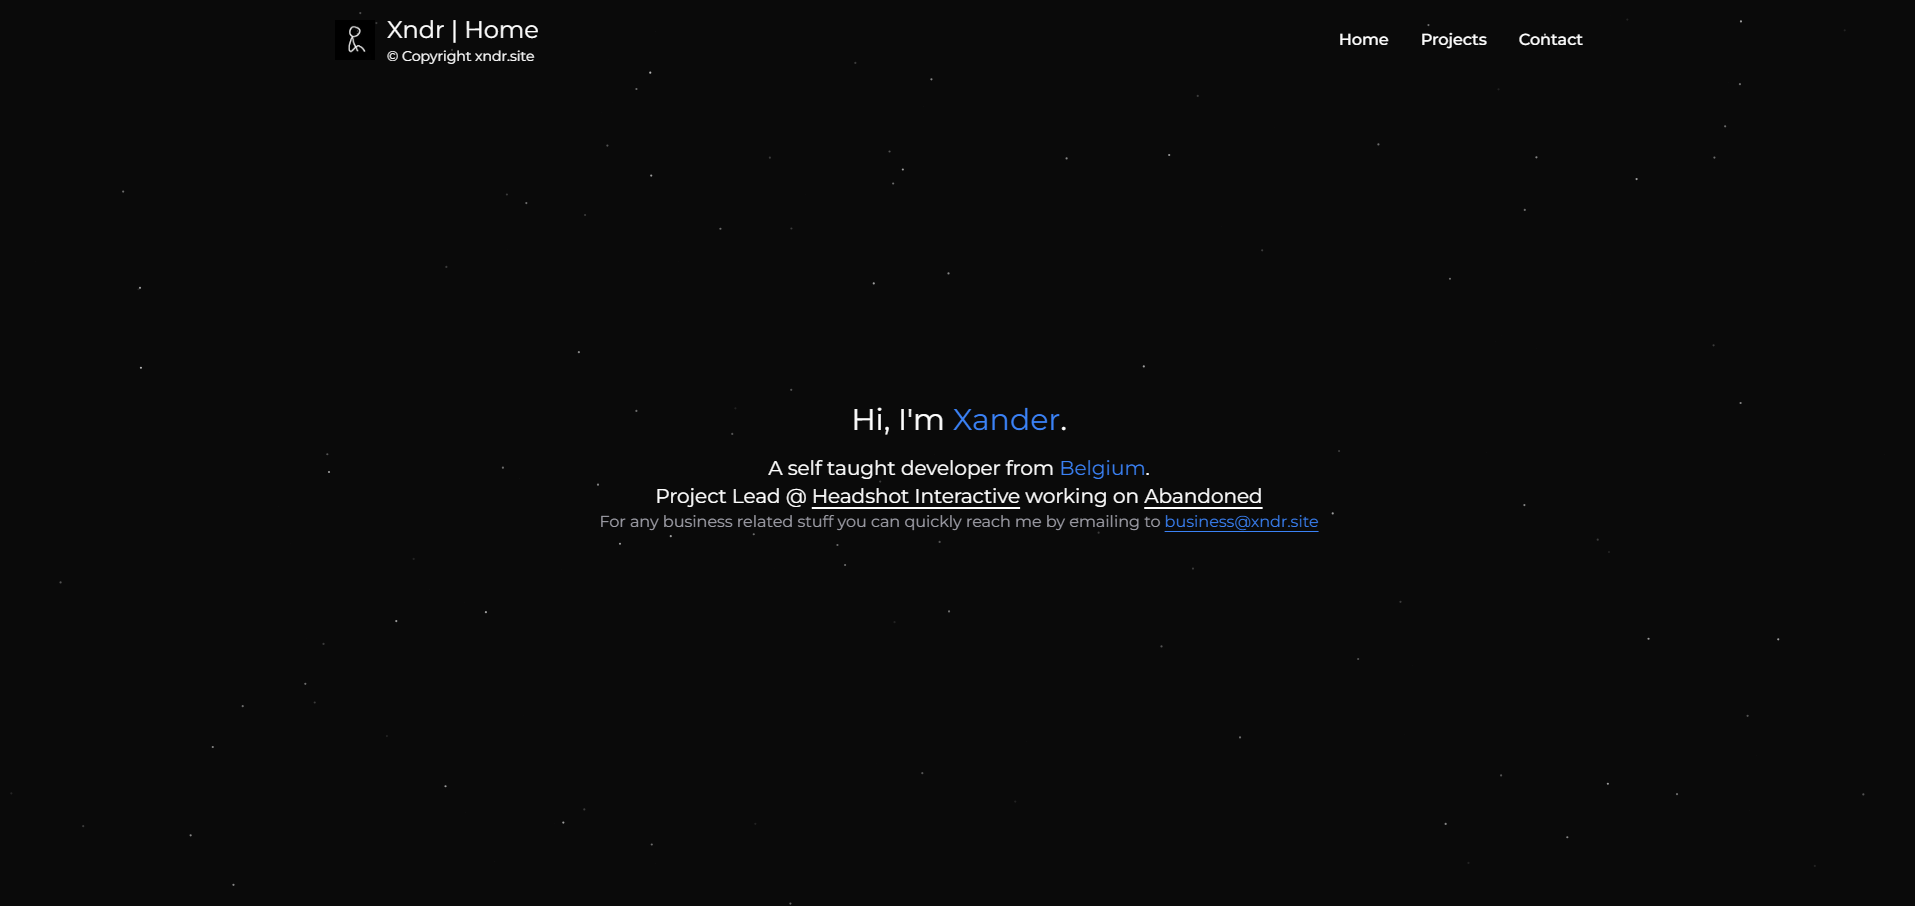 Xndr | Home
© Copyright xndr.site
Home Projects Contact
Hi, I'm Xander.
A self taught developer from Belgium.
Project Lead @ Headshot Interactive working on Abandoned
For any business related stuff you can quickly reach me by emailing to business@xndr.site